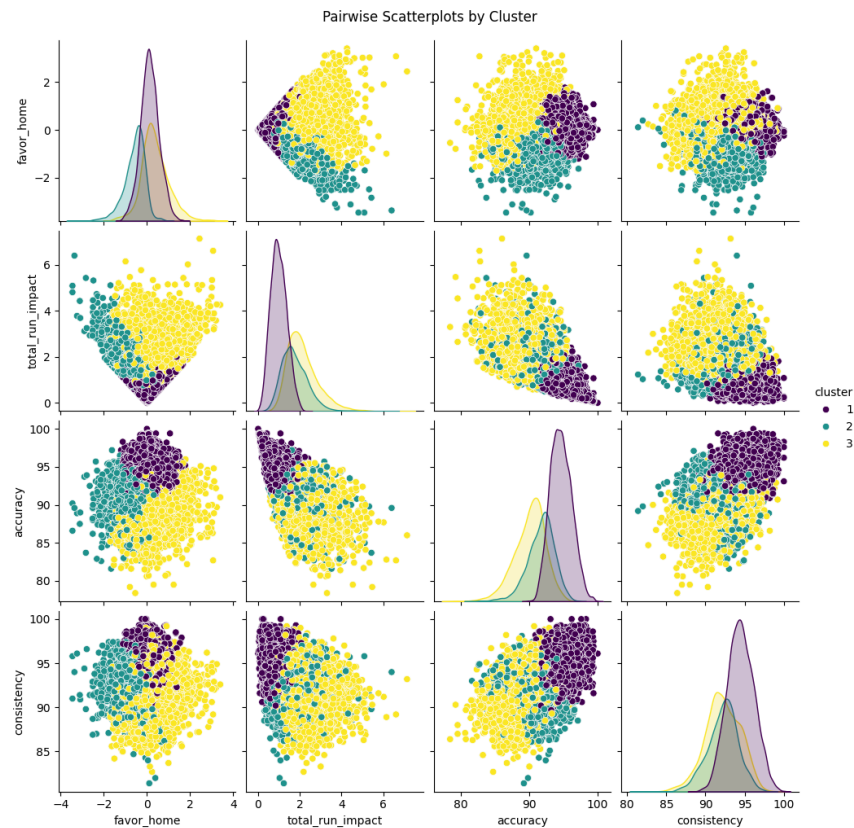 Pairwise Scatterplots by Cluster
favor_home
2
0
−2
total_run_impact
6
4
2
0
cluster
1
2
3
accuracy
100
95
90
85
80
consistency
100
95
90
85
−4 −2 0 2 4
favor_home
0 2 4 6
total_run_impact
80 90 100
accuracy
80 85 90 95 100
consistency